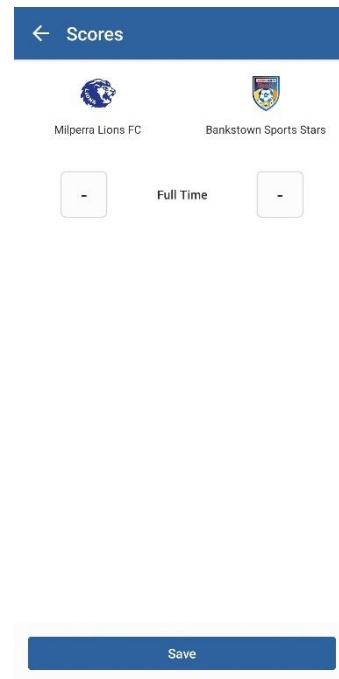 Scores
Milperra Lions FC
Bankstown Sports Stars
- Full Time -
Save